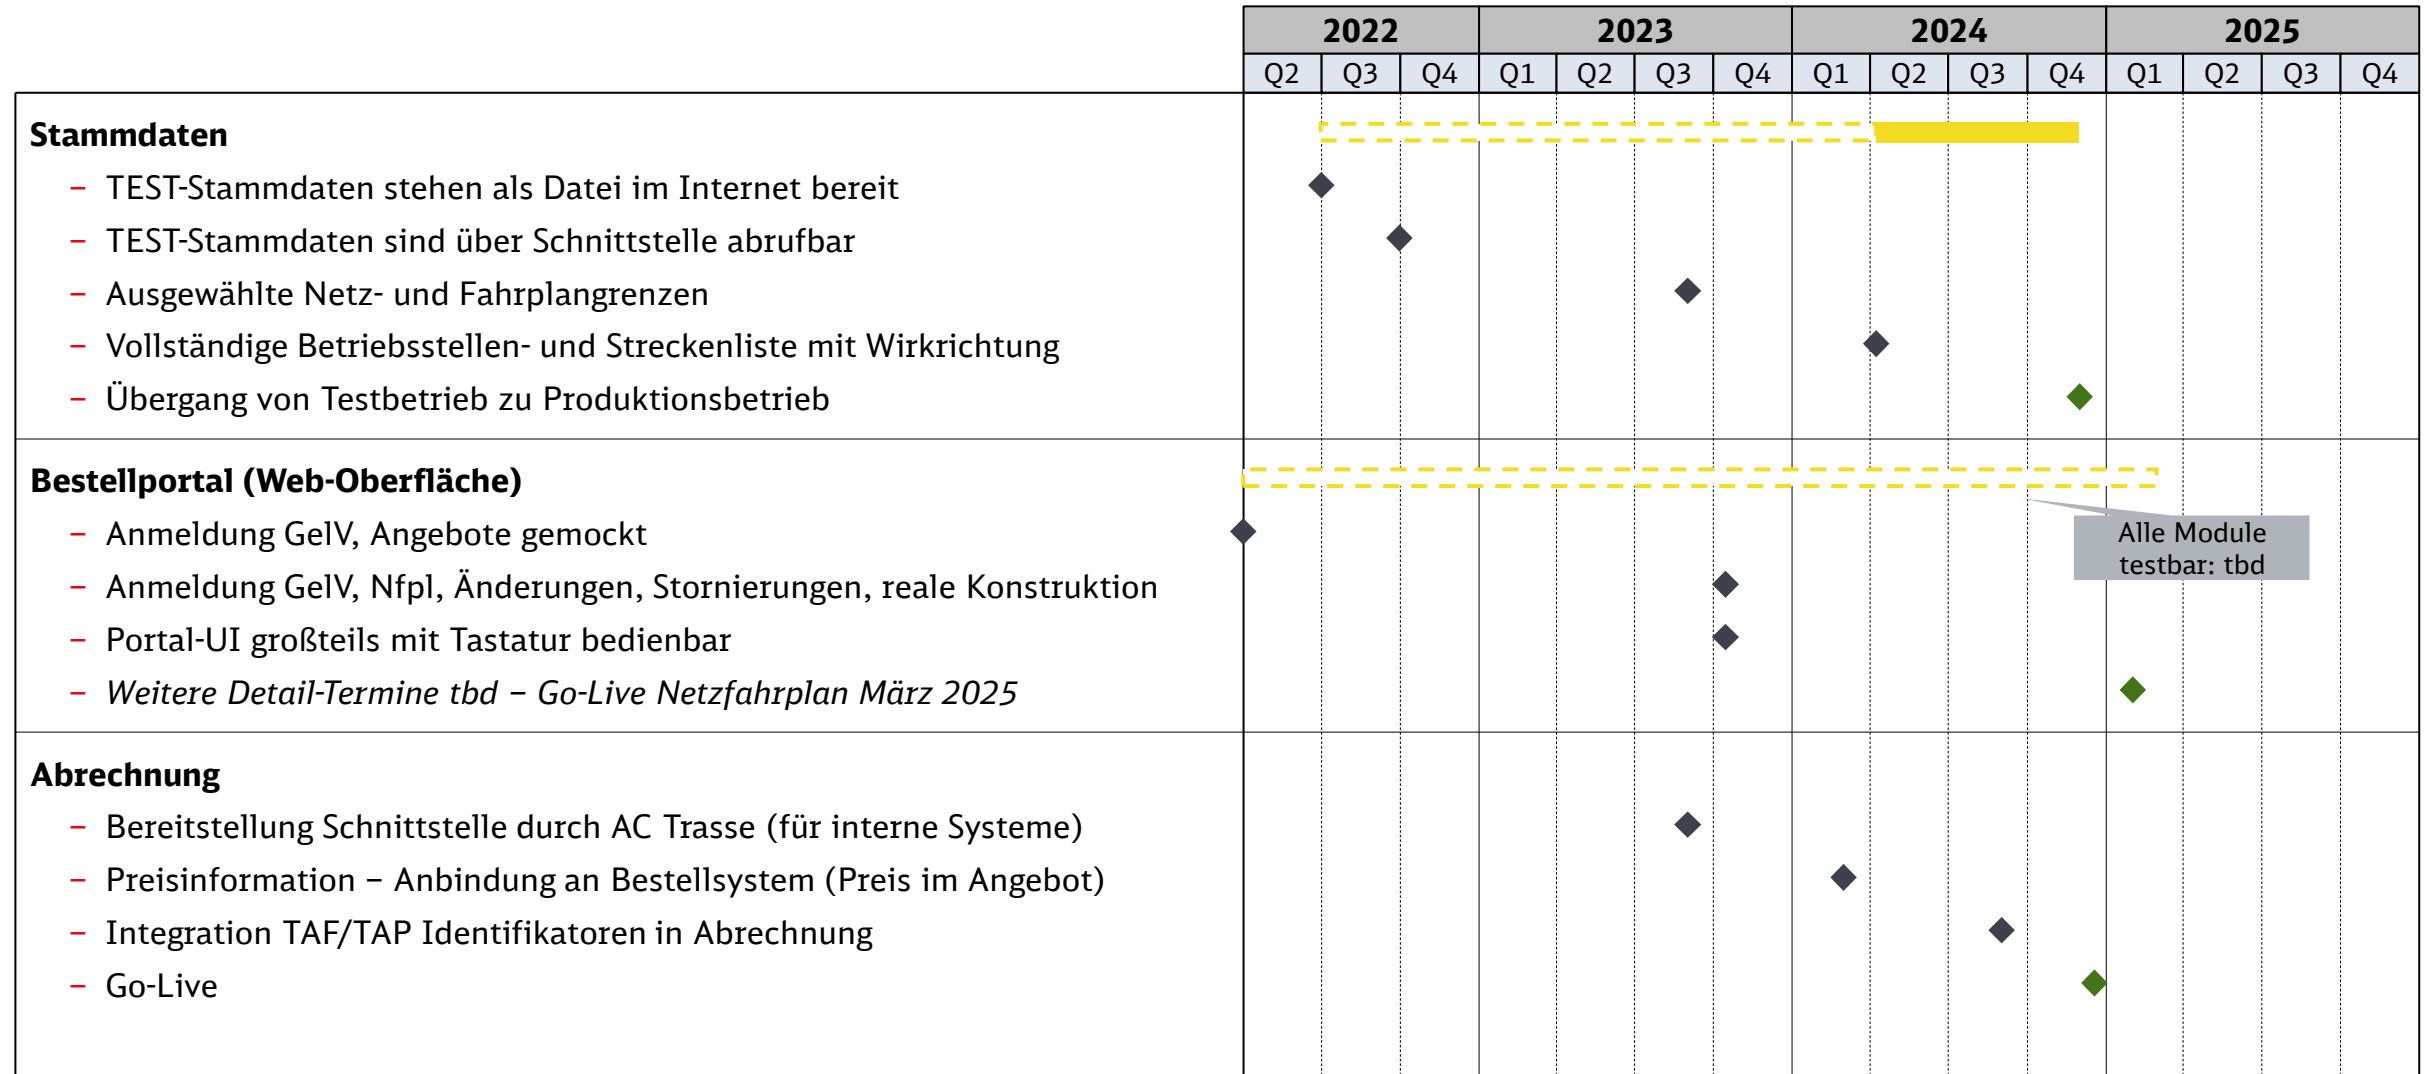 2022 2023 2024 2025
Q2 Q3 Q4 Q1 Q2 Q3 Q4 Q1 Q2 Q3 Q4 Q1 Q2 Q3 Q4
Stammdaten
– TEST-Stammdaten stehen als Datei im Internet bereit
– TEST-Stammdaten sind über Schnittstelle abrufbar
– Ausgewählte Netz- und Fahrplangrenzen
– Vollständige Betriebsstellen- und Streckenliste mit Wirkrichtung
– Übergang von Testbetrieb zu Produktionsbetrieb
Bestellportal (Web-Oberfläche)
– Anmeldung GelV, Angebote gemockt
Alle Module
testbar: tbd
– Anmeldung GelV, Nfpl, Änderungen, Stornierungen, reale Konstruktion
– Portal-UI großteils mit Tastatur bedienbar
– Weitere Detail-Termine tbd – Go-Live Netzfahrplan März 2025
Abrechnung
– Bereitstellung Schnittstelle durch AC Trasse (für interne Systeme)
– Preisinformation – Anbindung an Bestellsystem (Preis im Angebot)
– Integration TAF/TAP Identifikatoren in Abrechnung
– Go-Live